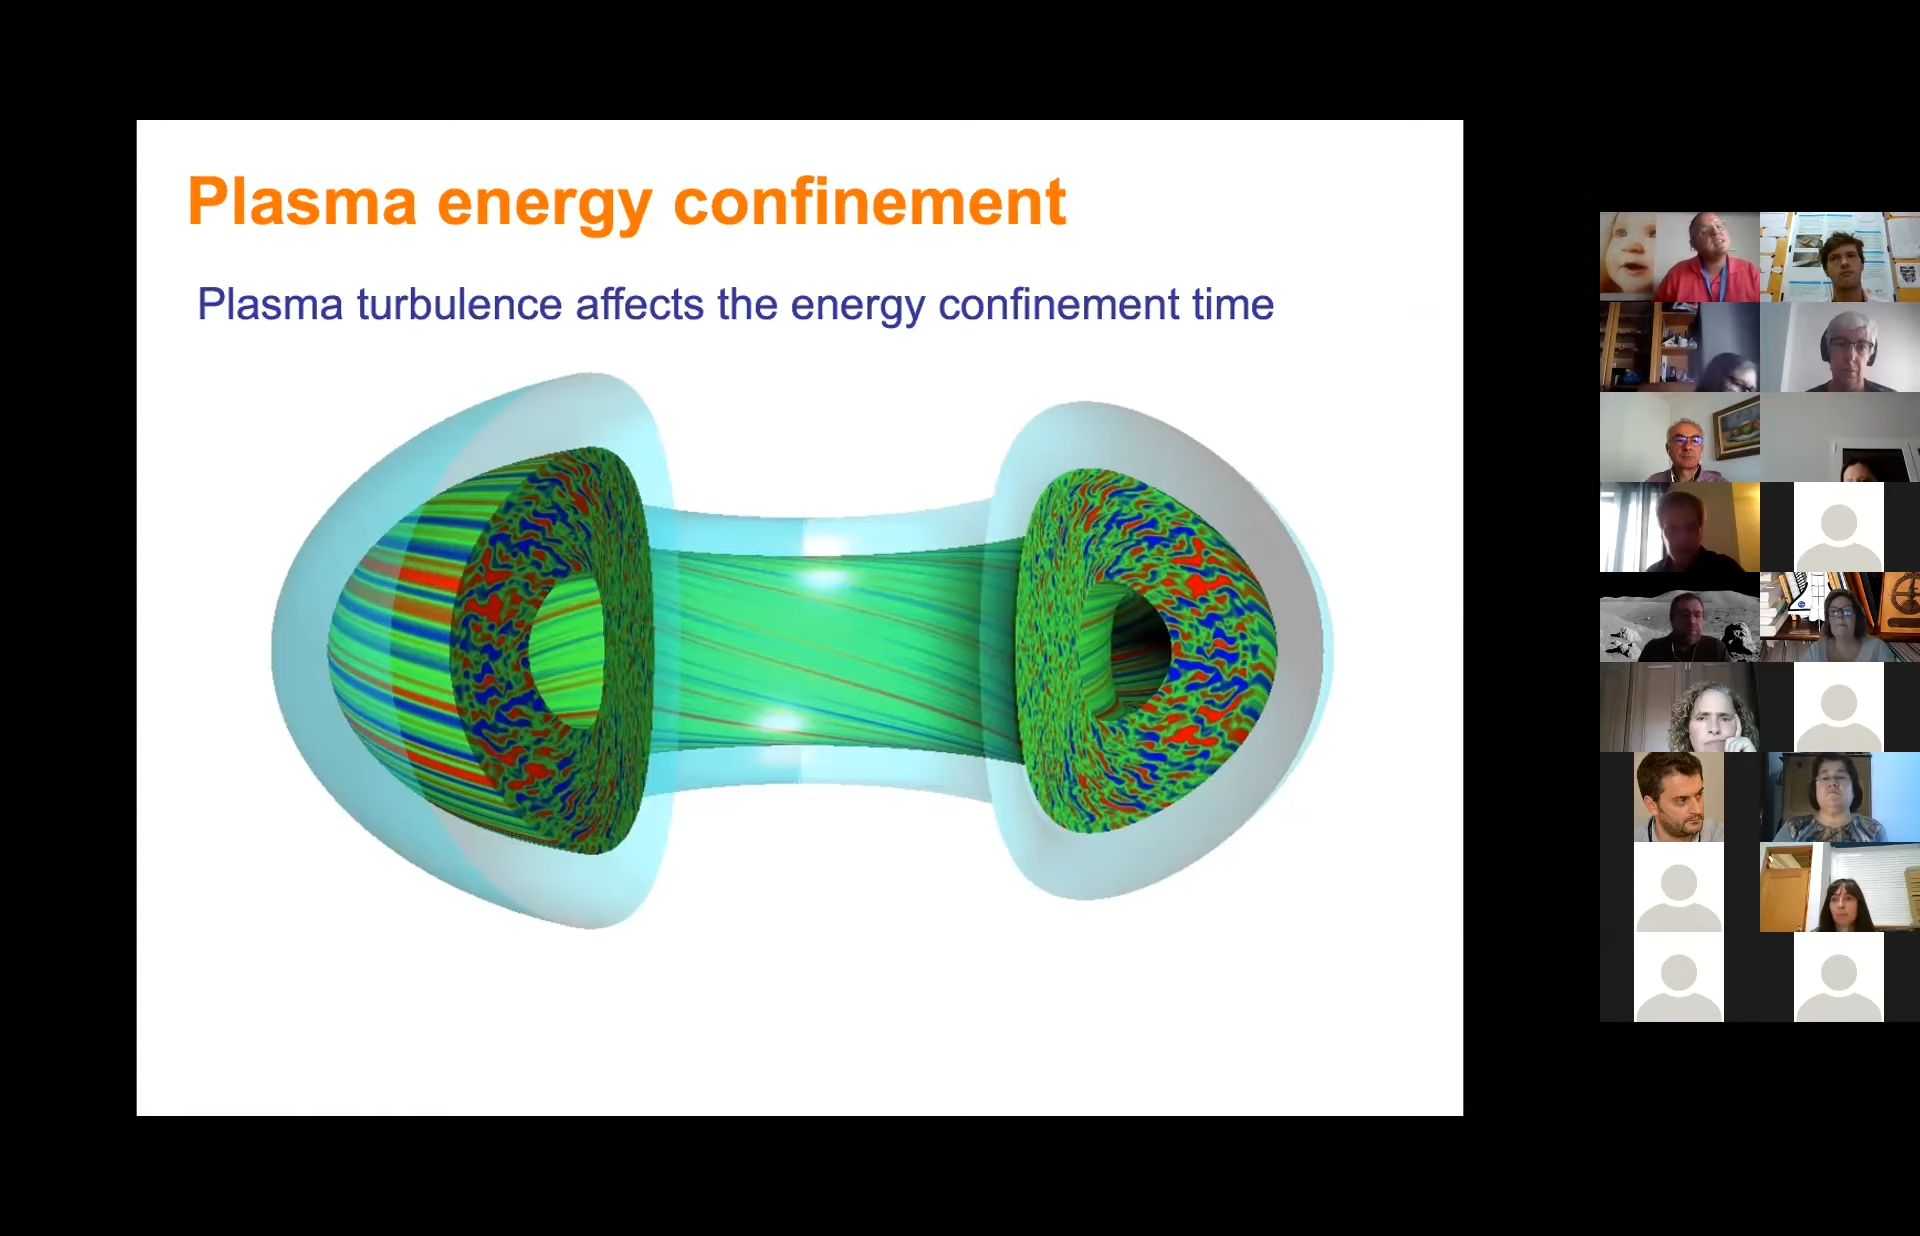 Plasma energy confinement
Plasma turbulence affects the energy confinement time